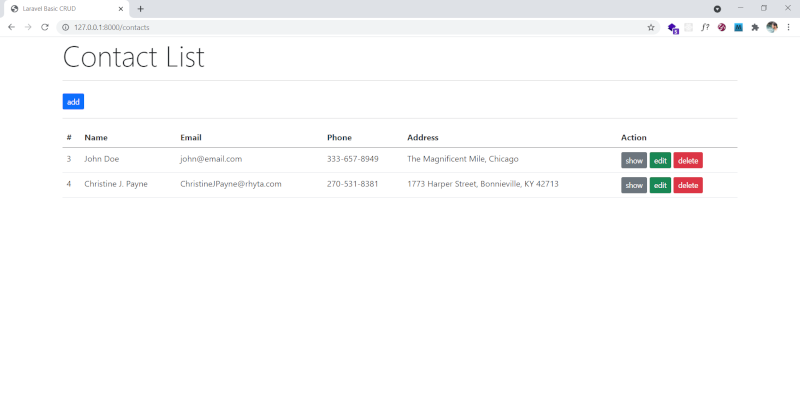 Laravel Basic CRUD
127.0.0.1:8000/contacts
Contact List
add
# Name Email Phone Address Action
3 John Doe john@email.com 333-657-8949 The Magnificent Mile, Chicago show edit delete
4 Christine J. Payne ChristineJPayne@rhyta.com 270-531-8381 1773 Harper Street, Bonnieville, KY 42713 show edit delete